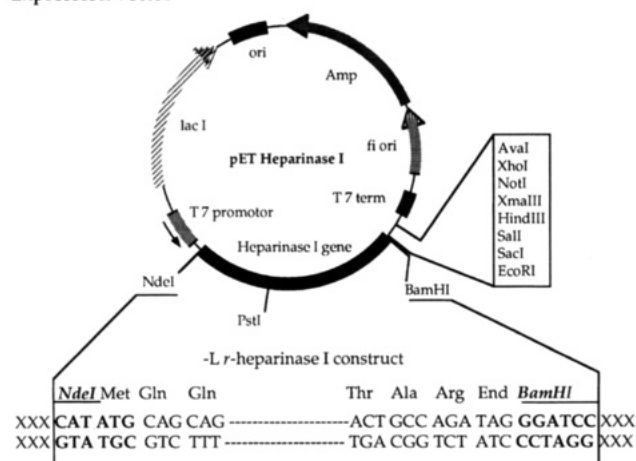 ori
Amp
lac I
fi ori
pET Heparinase I
T 7 term
T 7 promotor
Heparinase I gene
AvaI
XhoI
NotI
XmaIII
HindIII
SalI
SacI
EcoRI
NdeI
PstI
BamHI
-L r-heparinase I construct
NdeI Met Gln Gln Thr Ala Arg End BamHI
XXX CAT ATG CAG CAG ---------------- ACT GCC AGA TAG GGATCC XXX
XXX GTA TGC GTC TTT ---------------- TGA CGG TCT ATC CCTAGG XXX